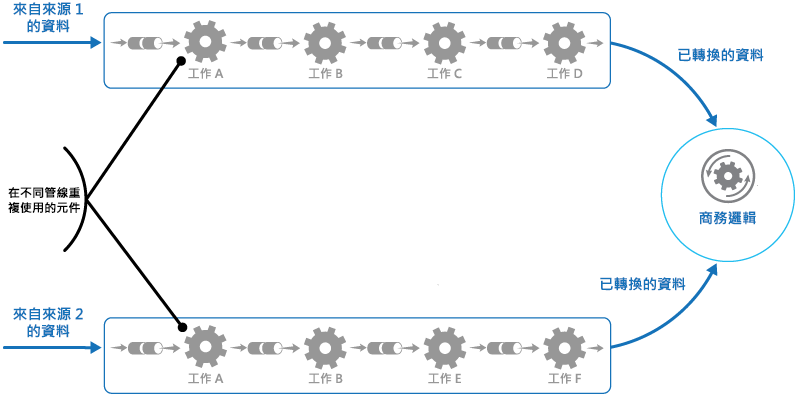 來自來源 1
的資料
工作 A
工作 B
工作 C
工作 D
已轉換的資料
在不同管線重
複使用的元件
商務邏輯
已轉換的資料
來自來源 2
的資料
工作 A
工作 B
工作 E
工作 F